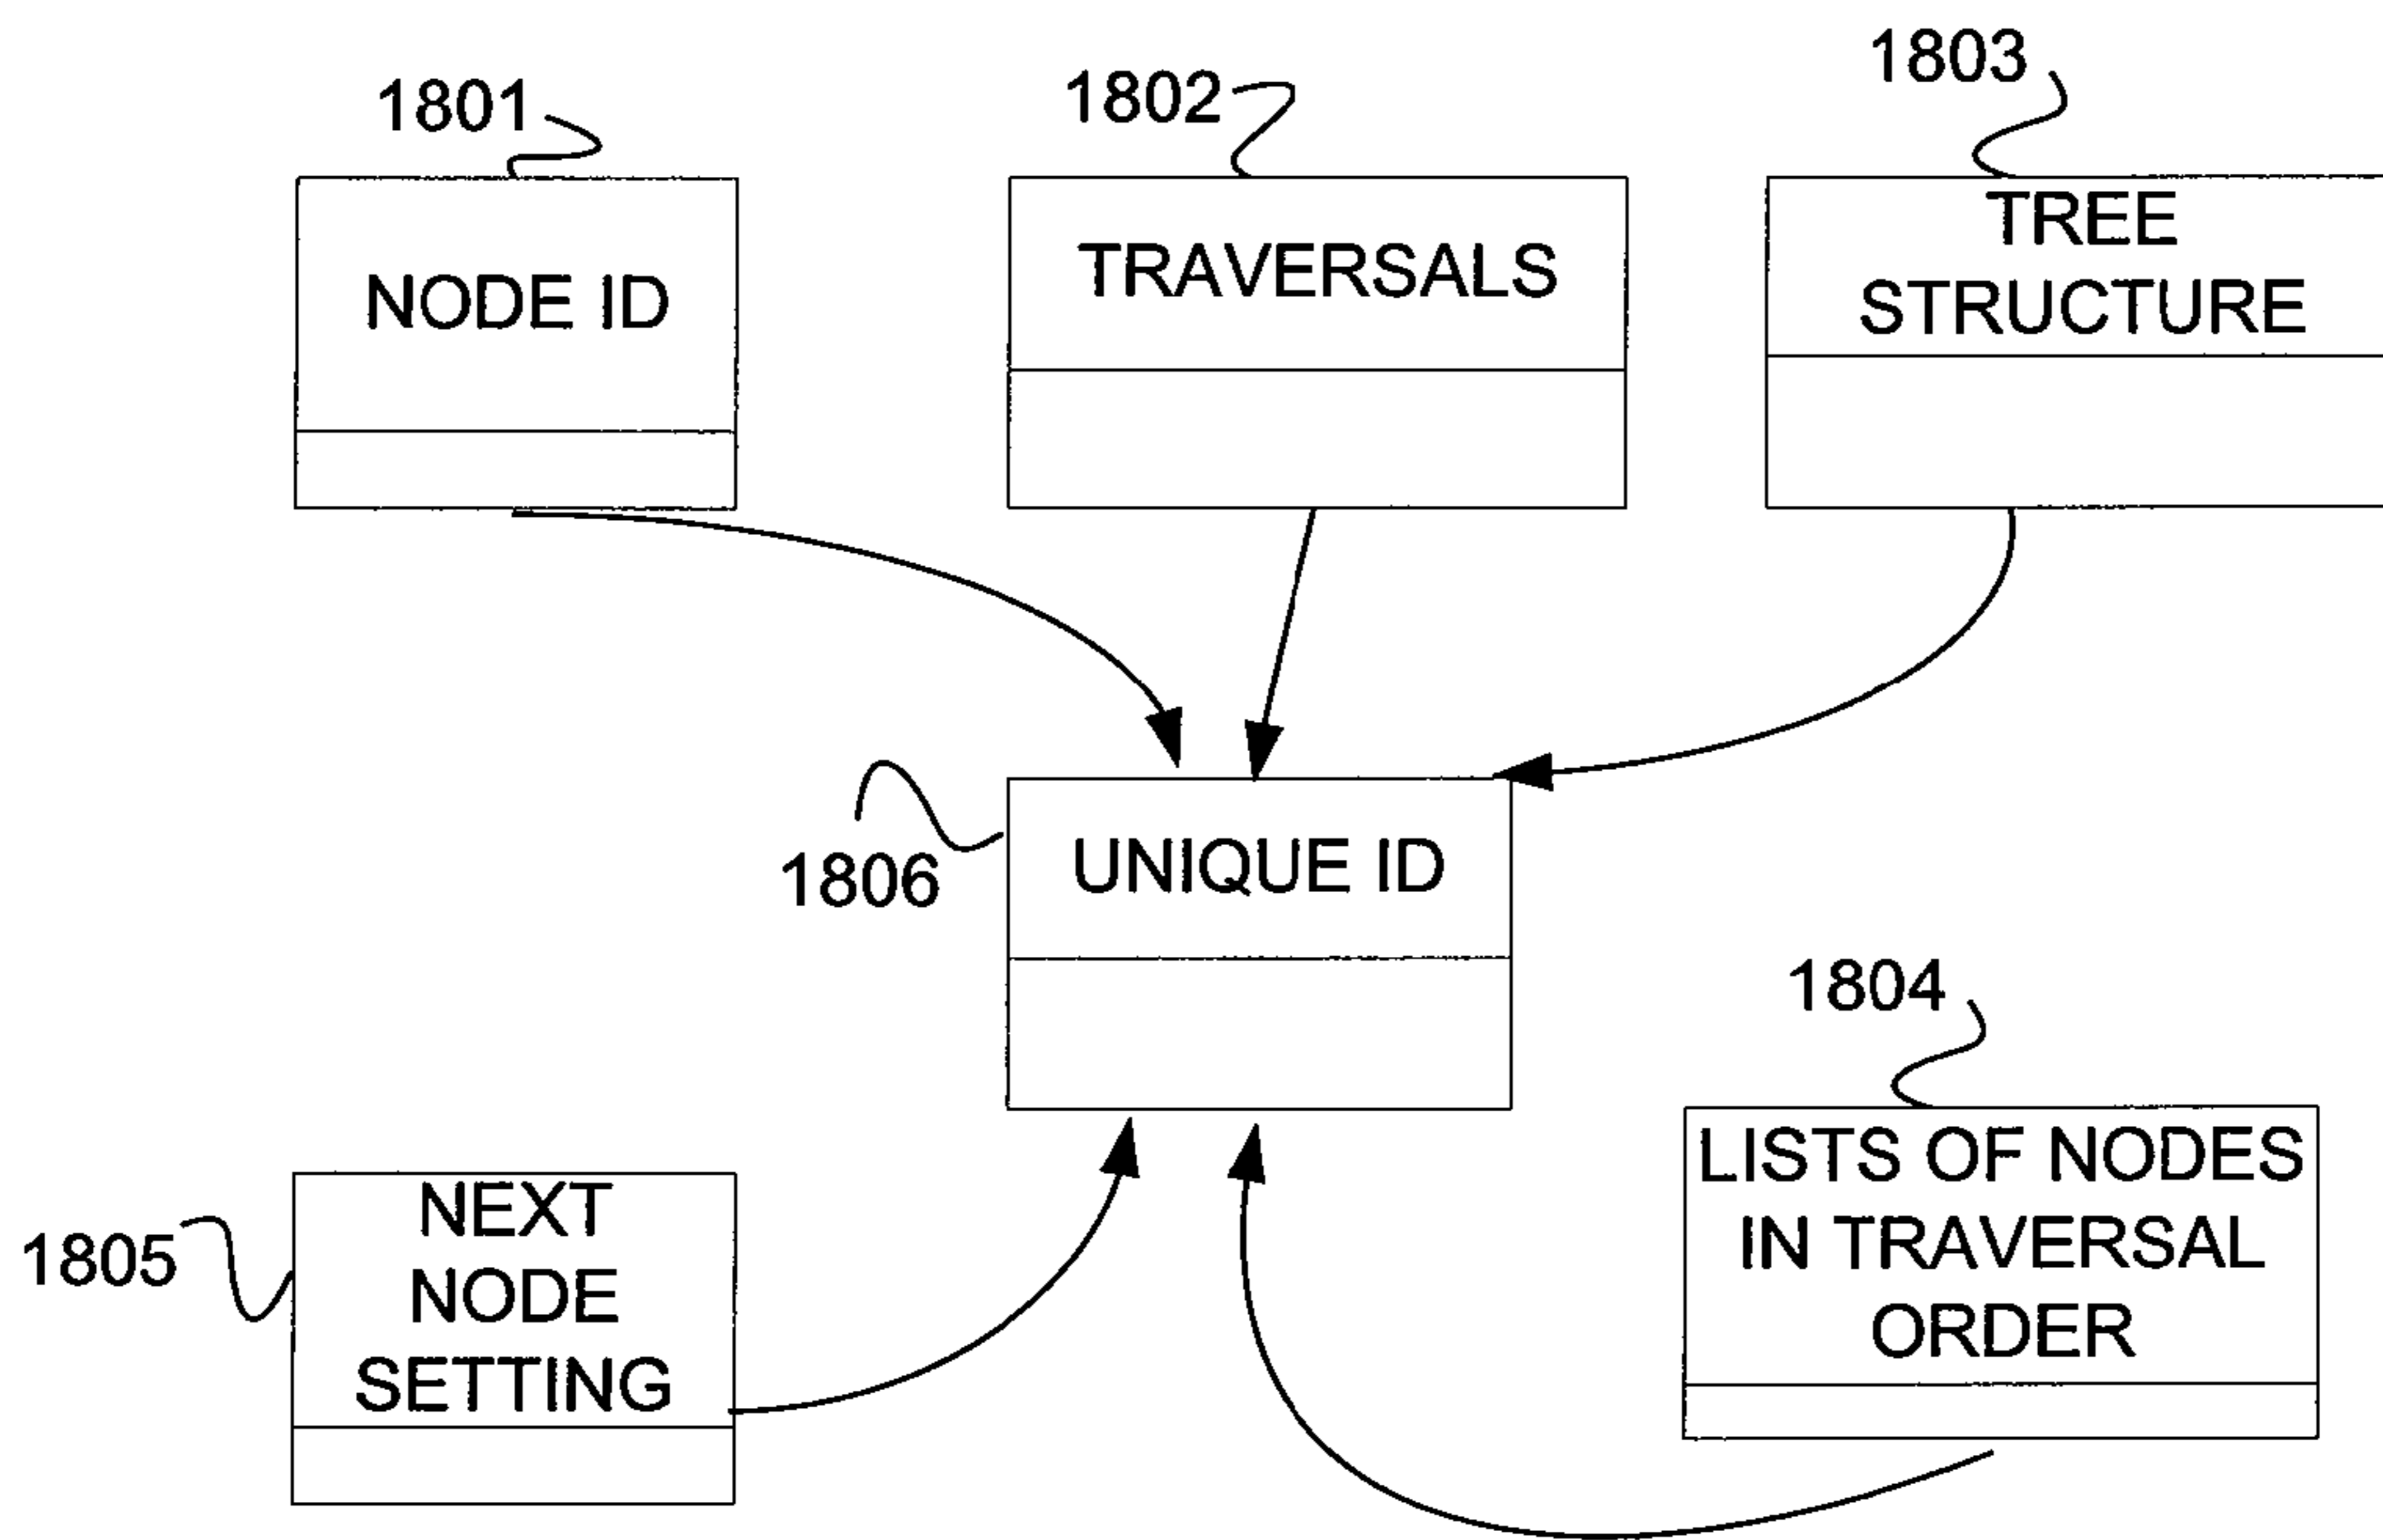 1801
1802
1803
NODE ID
TRAVERSALS
TREE
STRUCTURE
1806
UNIQUE ID
1804
1805
NEXT
NODE
SETTING
LISTS OF NODES
IN TRAVERSAL
ORDER